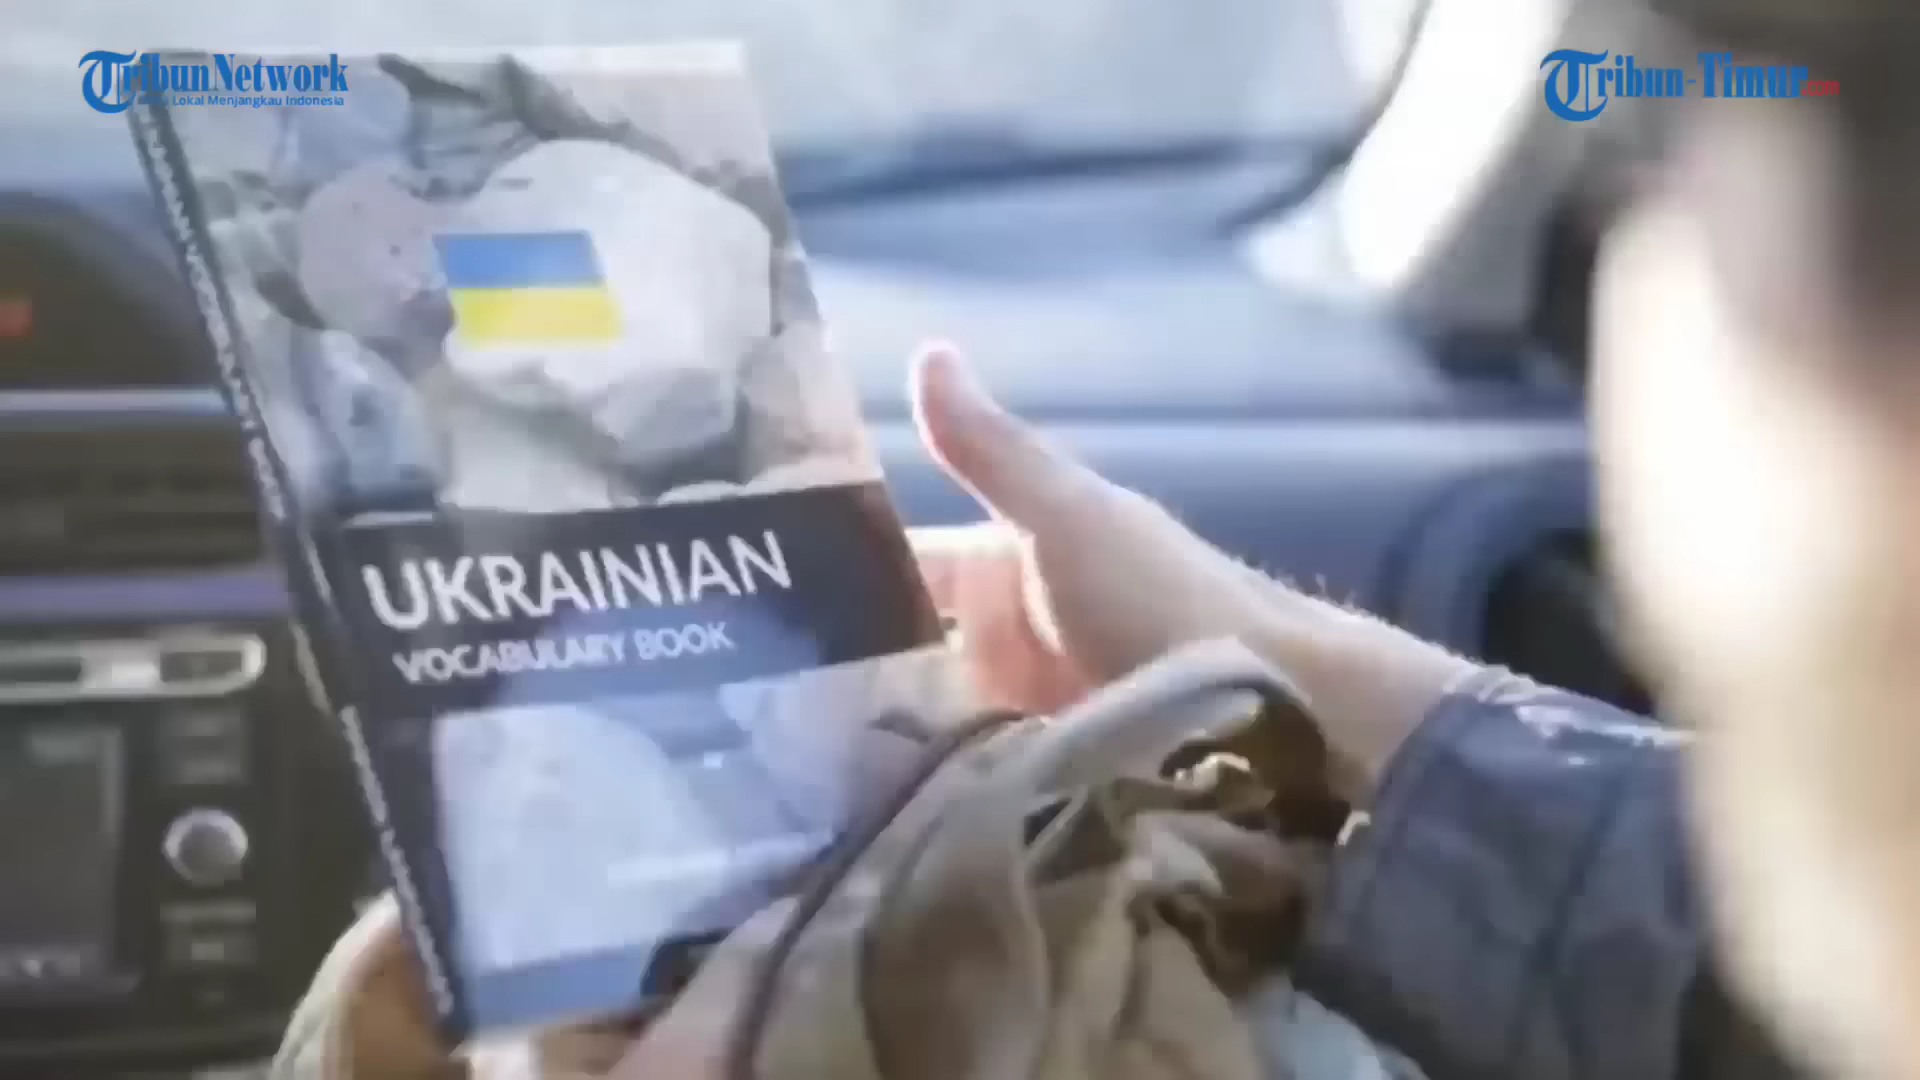 TribunNetwork
Lokal Menjangkau Indonesia
Tribun-Timur.com
UKRAINIAN
VOCABULARY BOOK